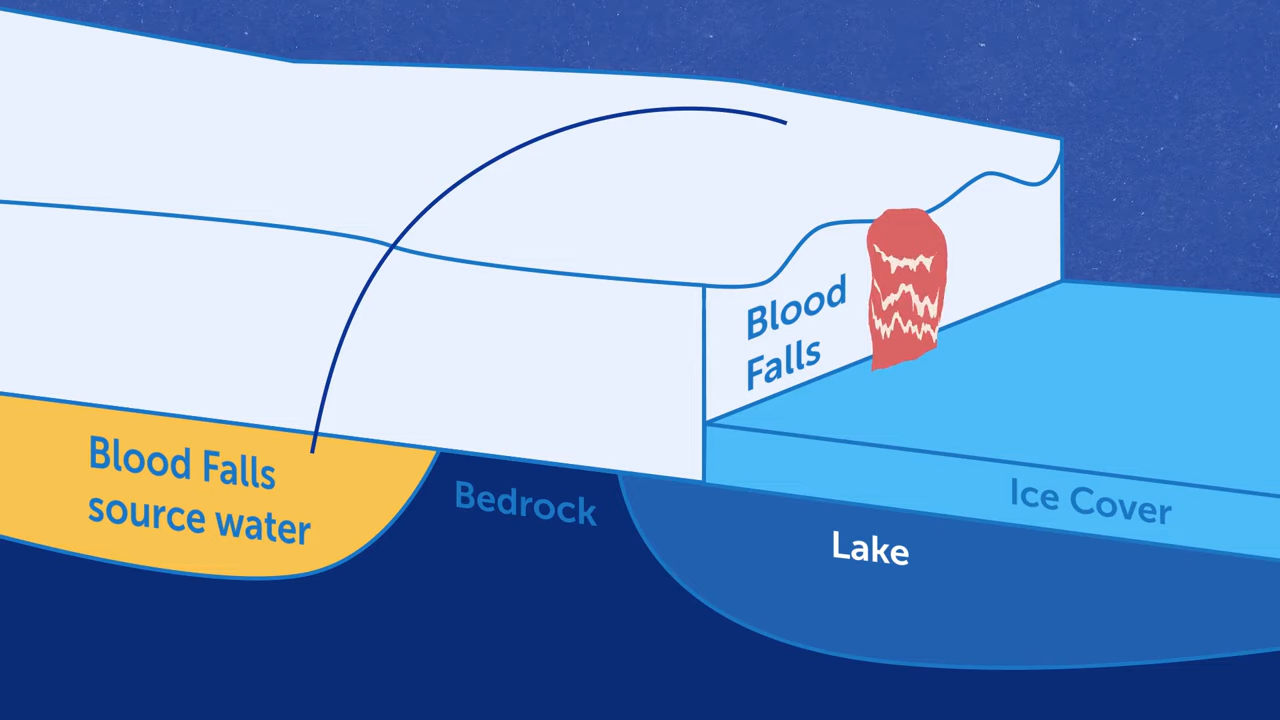 Blood
Falls
Blood Falls
source water
Bedrock
Ice Cover
Lake